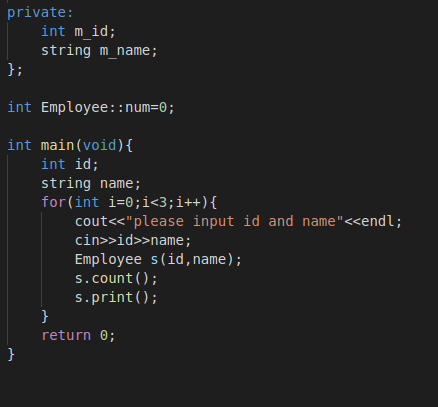 private:
    int m_id;
    string m_name;
};

int Employee::num=0;

int main(void){
    int id;
    string name;
    for(int i=0;i<3;i++){
        cout<<"please input id and name"<<endl;
        cin>>id>>name;
        Employee s(id,name);
        s.count();
        s.print();
    }
    return 0;
}